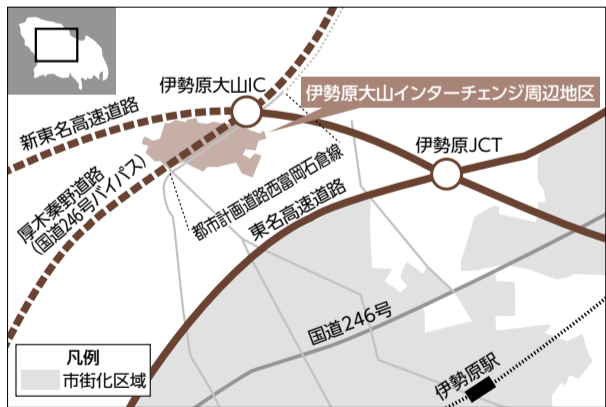 伊勢原大山IC
伊勢原大山インターチェンジ周辺地区
新東名高速道路
伊勢原JCT
厚木秦野道路
(国道246号バイパス)
都市計画道路西富岡石倉線
東名高速道路
国道246号
伊勢原駅
凡例
市街化区域